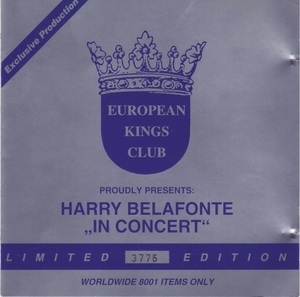 Exclusive Production
EUROPEAN
KINGS
CLUB
PROUDLY PRESENTS:
HARRY BELAFONTE
„IN CONCERT“
LIMITED 3776 EDITION
WORLDWIDE 8001 ITEMS ONLY